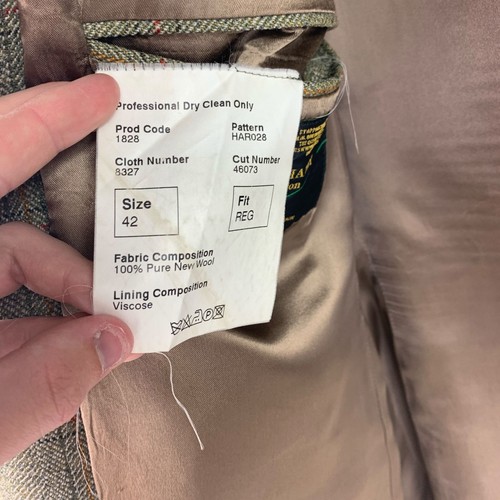 Professional Dry Clean Only
Prod Code Pattern
1828 HAR028
Cloth Number Cut Number
8327 46073
Size Fit
42 REG
Fabric Composition
100% Pure New Wool
Lining Composition
Viscose